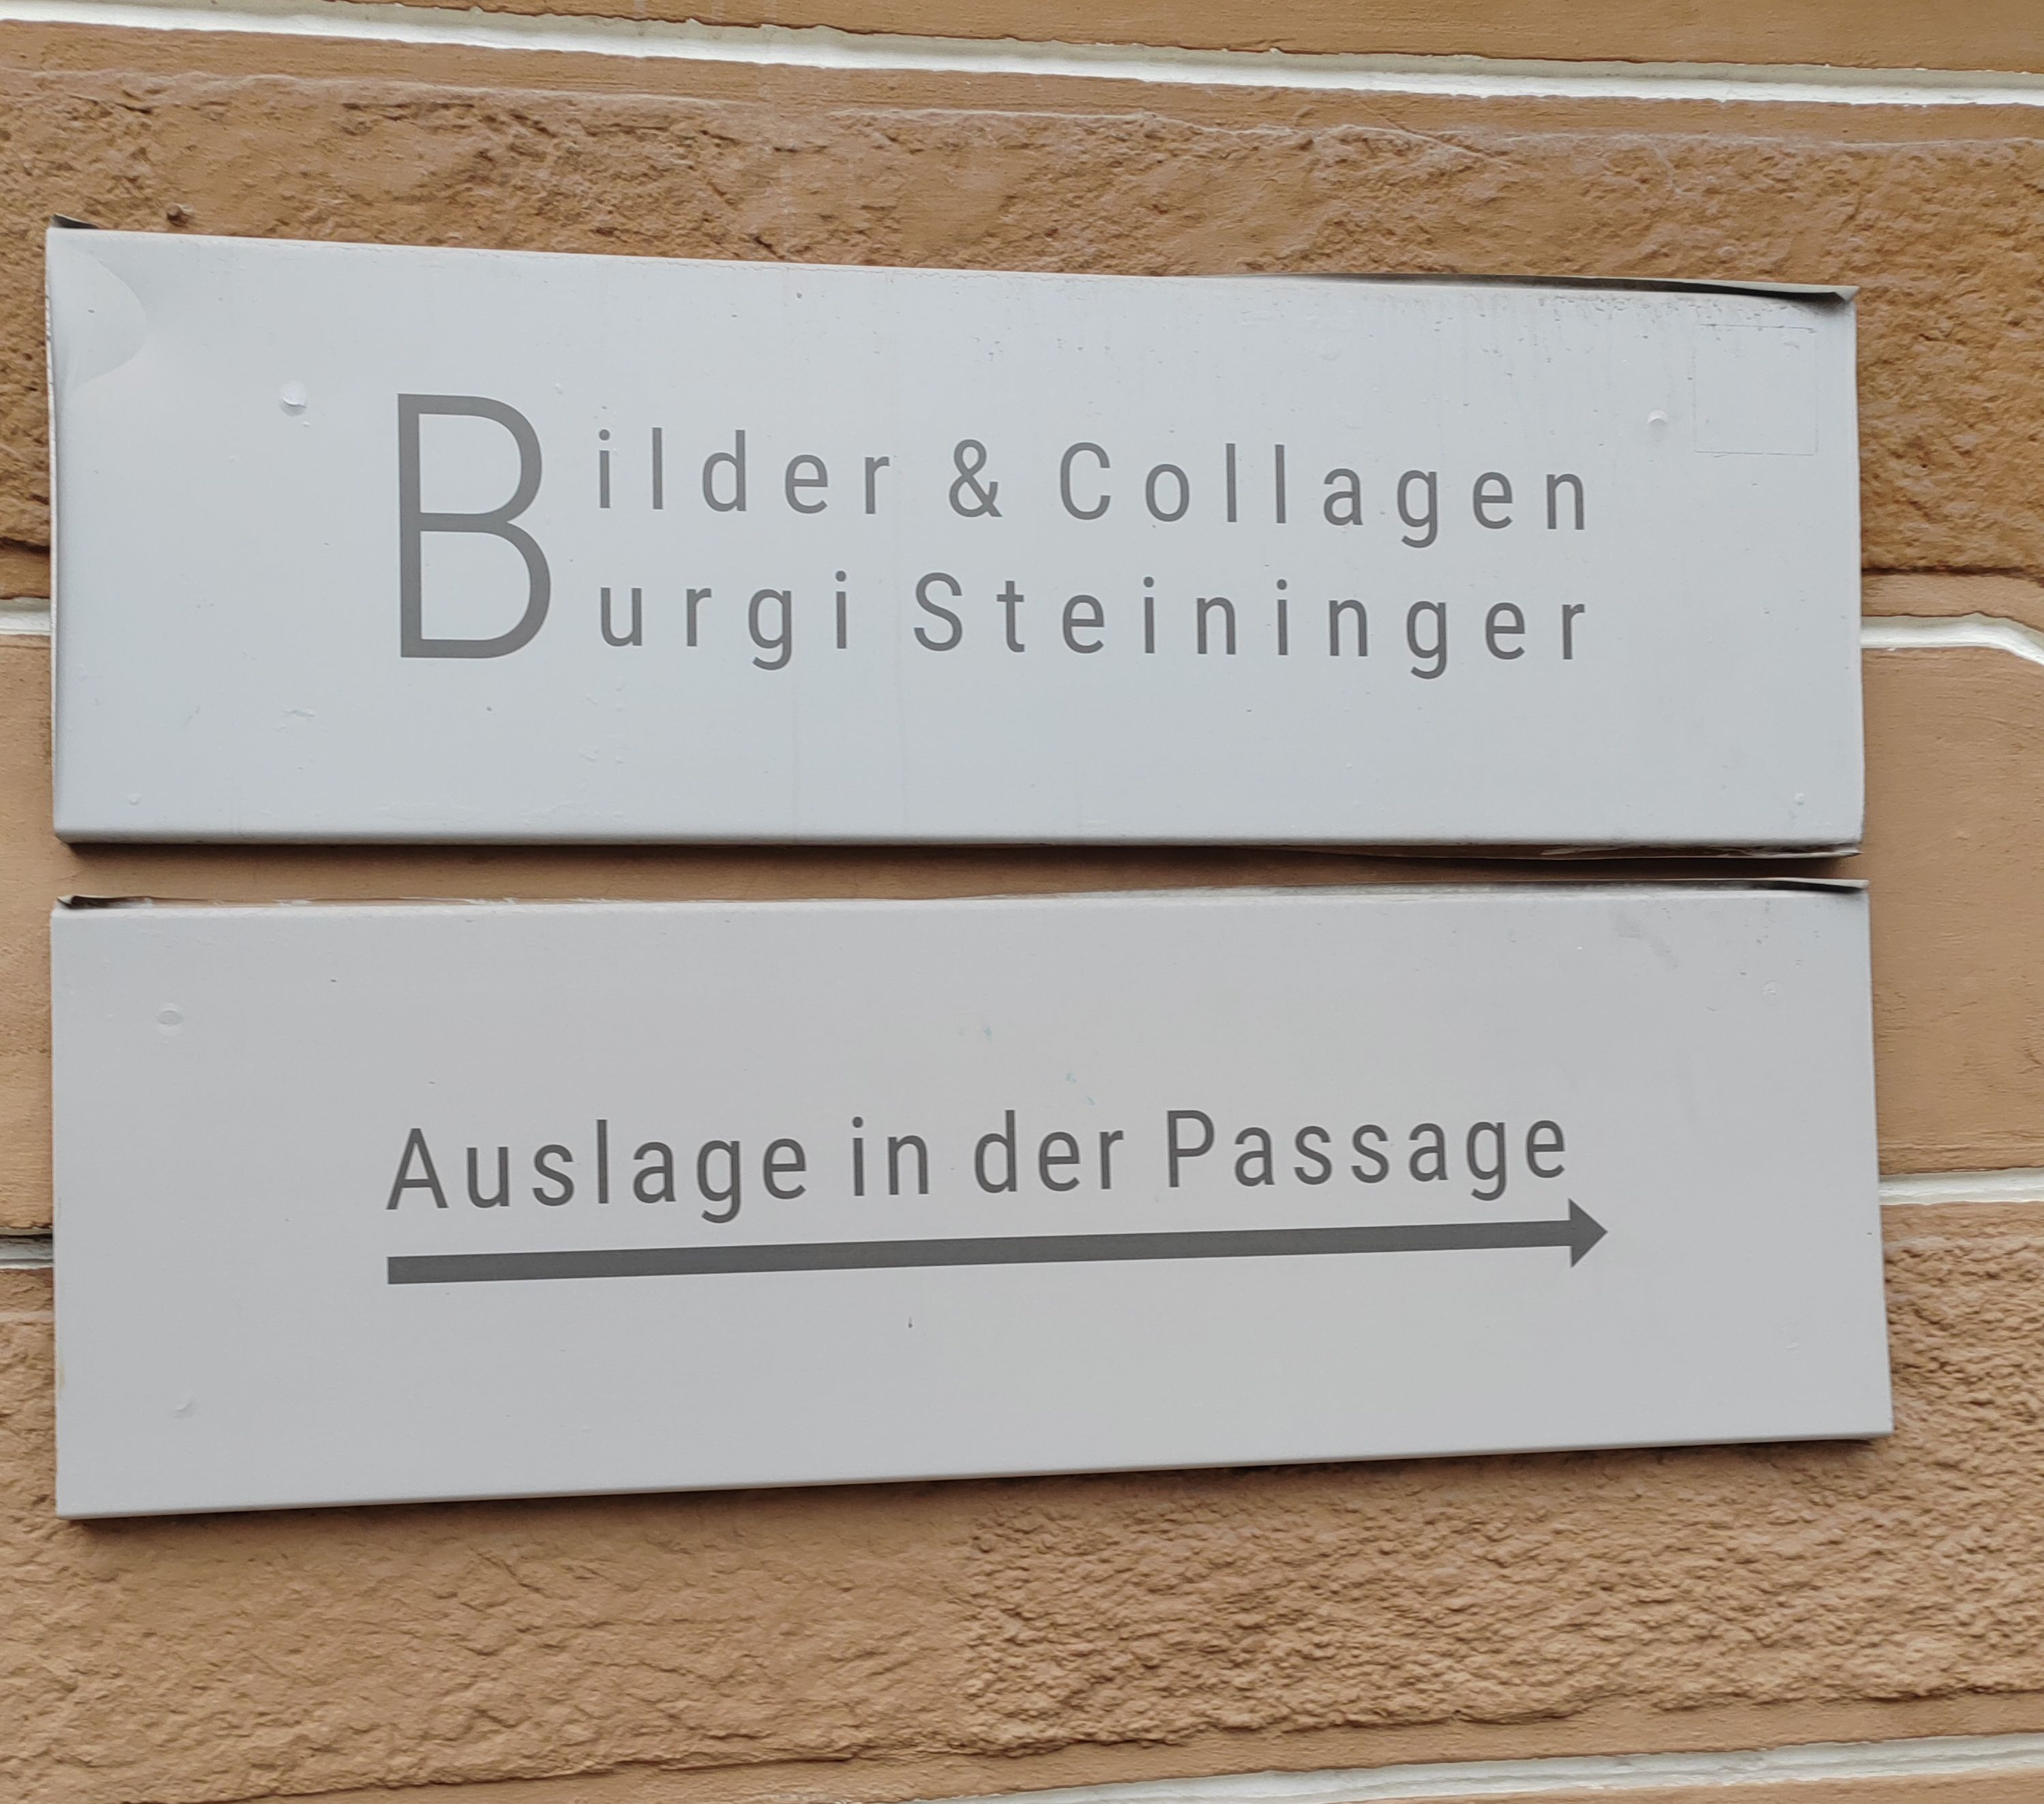 Bilder & Collagen
Burgi Steininger
Auslage in der Passage